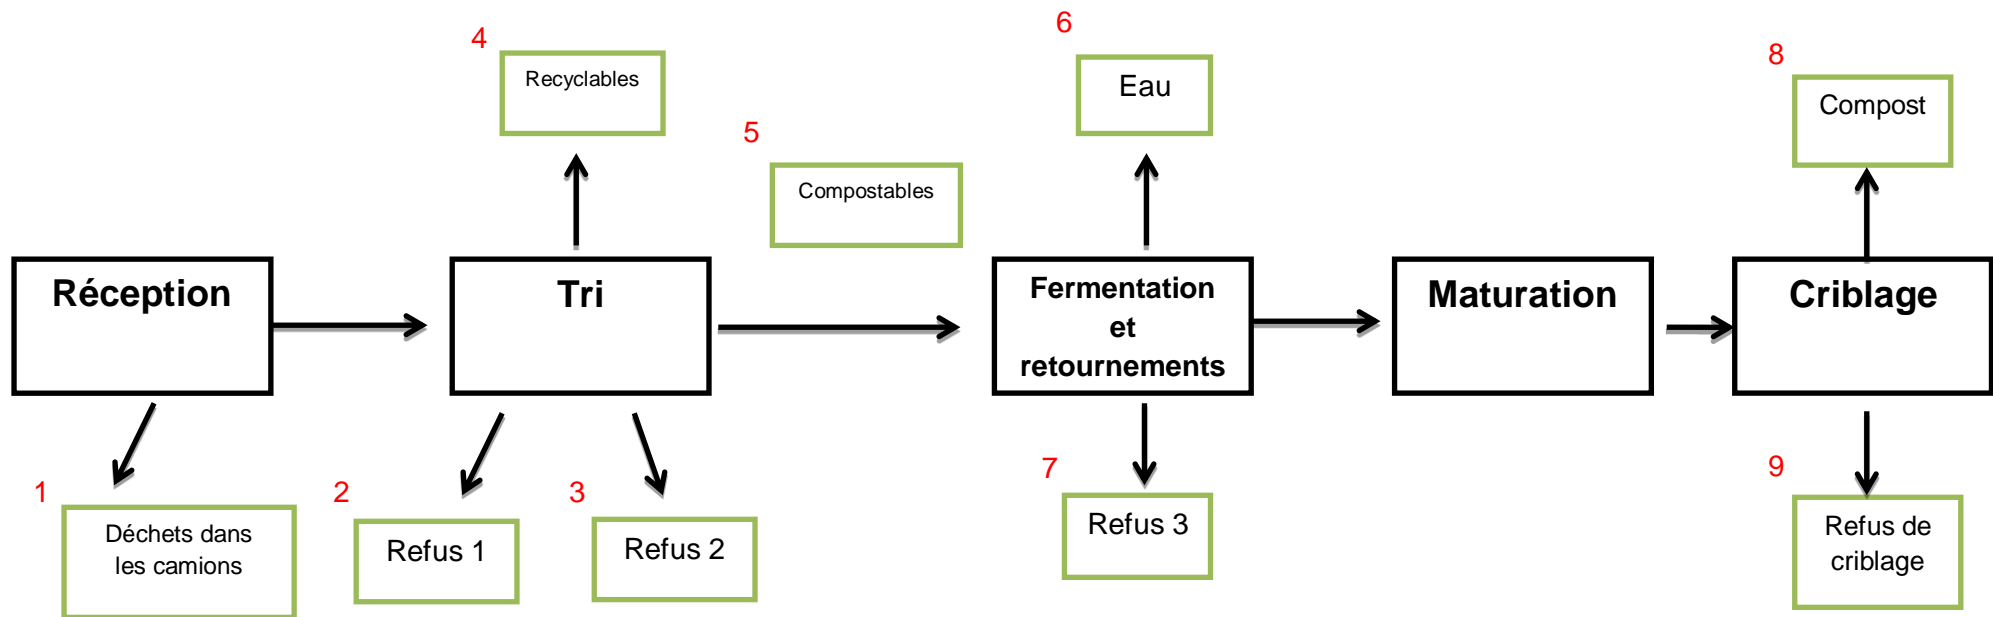 6
4
8
Recyclables
Eau
Compost
5
Compostables
Réception
Tri
Fermentation
et
retournements
Maturation
Criblage
1
2
3
7
9
Déchets dans
les camions
Refus 1
Refus 2
Refus 3
Refus de
criblage